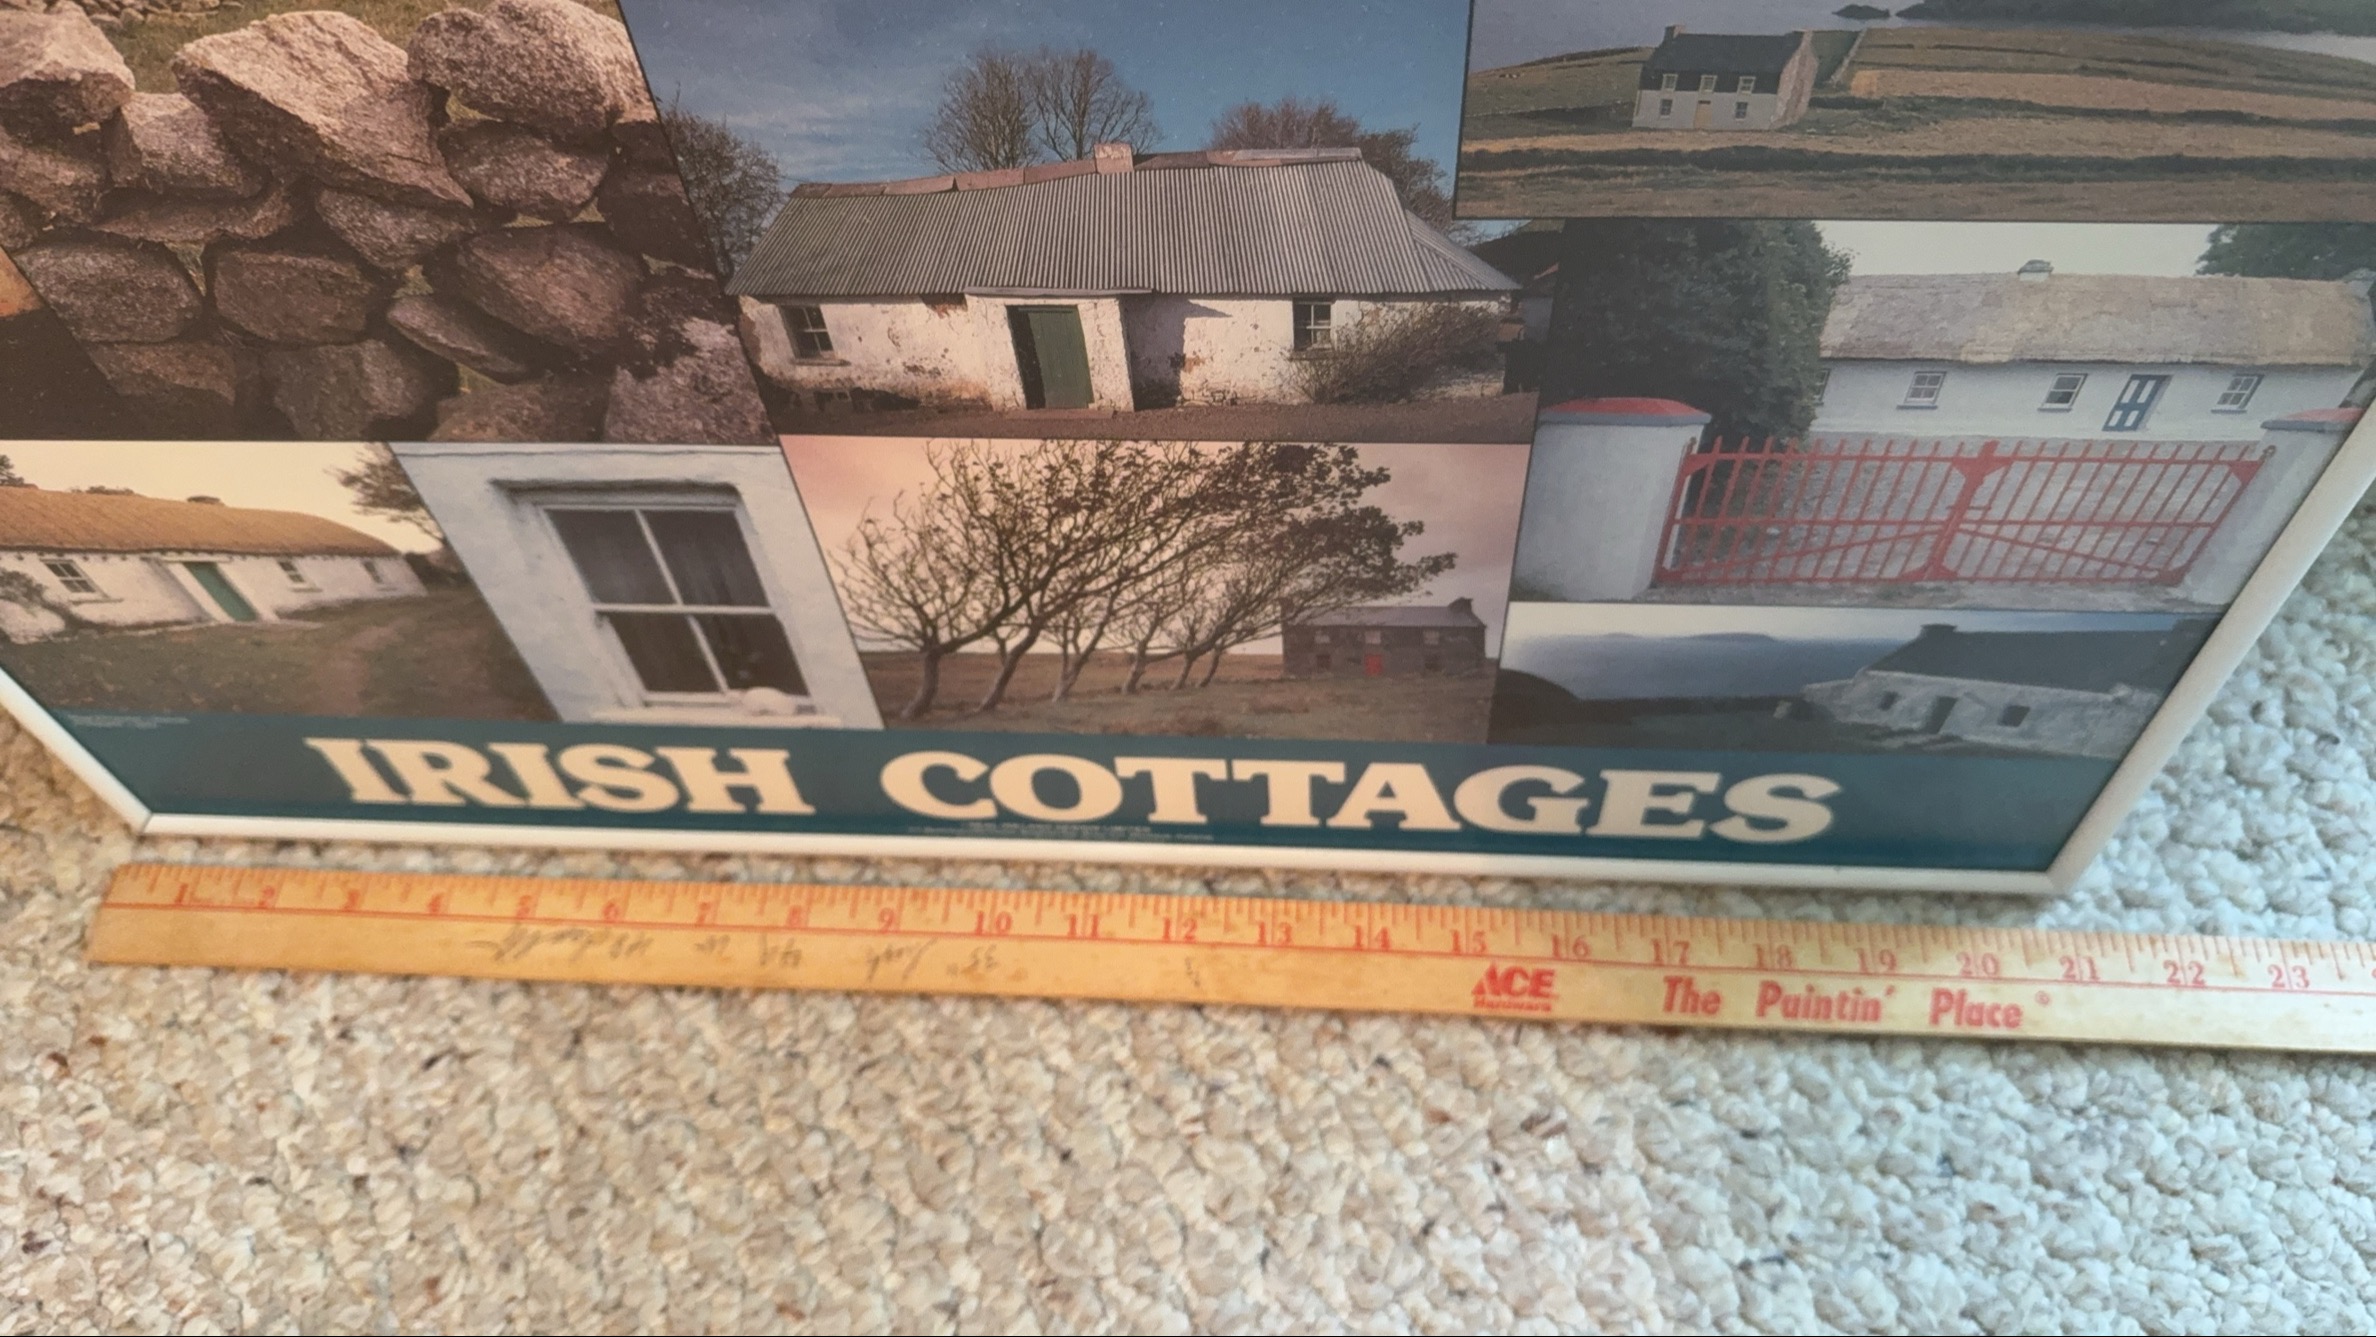 IRISH COTTAGES
1 2 3 4 5 6 7 8 9 10 11 12 13 14 15 16 17 18 19 20 21 22 23
ACE The Paintin' Place
Hardware